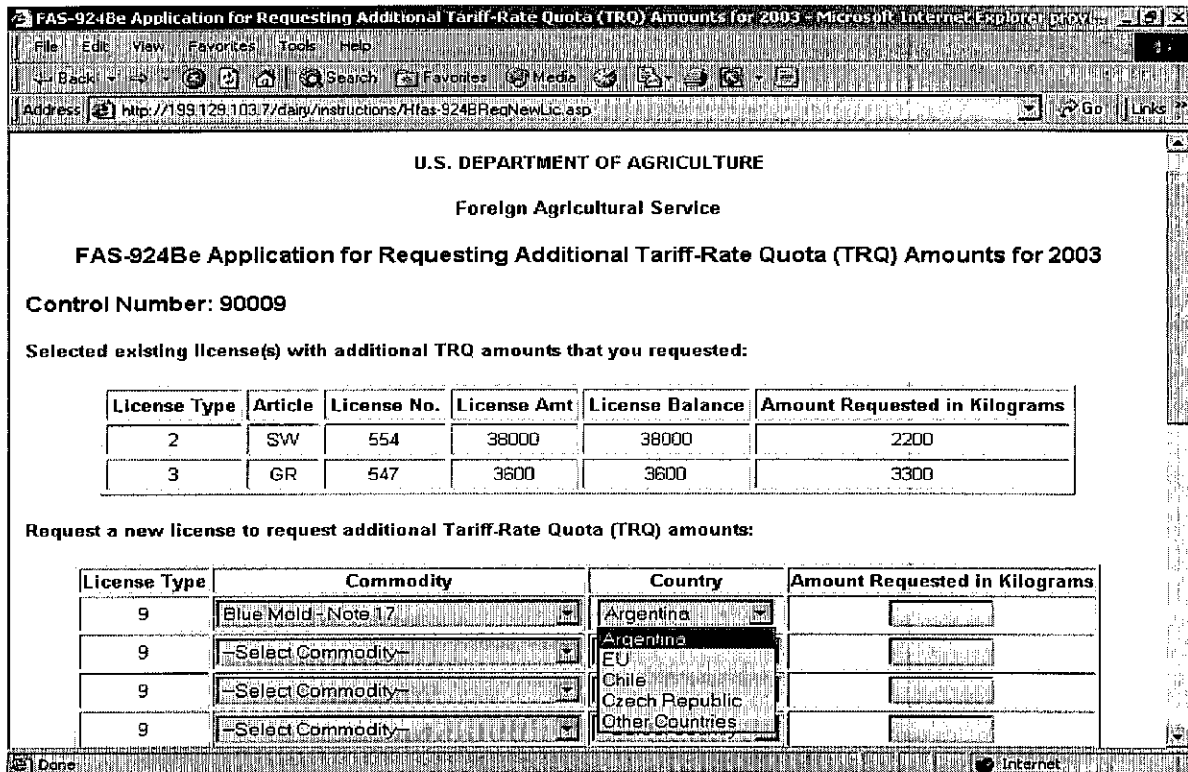 FAS-924Be Application for Requesting Additional Tariff-Rate Quota (TRQ) Amounts for 2003 - Microsoft Internet Explorer provi...
File Edit View Favorites Tools Help
Back Search Favorites Media
Address http://199.129.103.7/dairy/instructions/Hfas-924BReqNewLic.asp Go Links »
U.S. DEPARTMENT OF AGRICULTURE
Foreign Agricultural Service
FAS-924Be Application for Requesting Additional Tariff-Rate Quota (TRQ) Amounts for 2003
Control Number: 90009
Selected existing license(s) with additional TRQ amounts that you requested:
License Type Article License No. License Amt License Balance Amount Requested in Kilograms
2 SW 554 38000 38000 2200
3 GR 547 3600 3600 3300
Request a new license to request additional Tariff-Rate Quota (TRQ) amounts:
License Type Commodity Country Amount Requested in Kilograms
9 Blue Mold - Note 17 Argentina
Argentina
9 --Select Commodity-- EU
Chile
9 --Select Commodity-- Czech Republic
9 --Select Commodity-- Other Countries
Done Internet